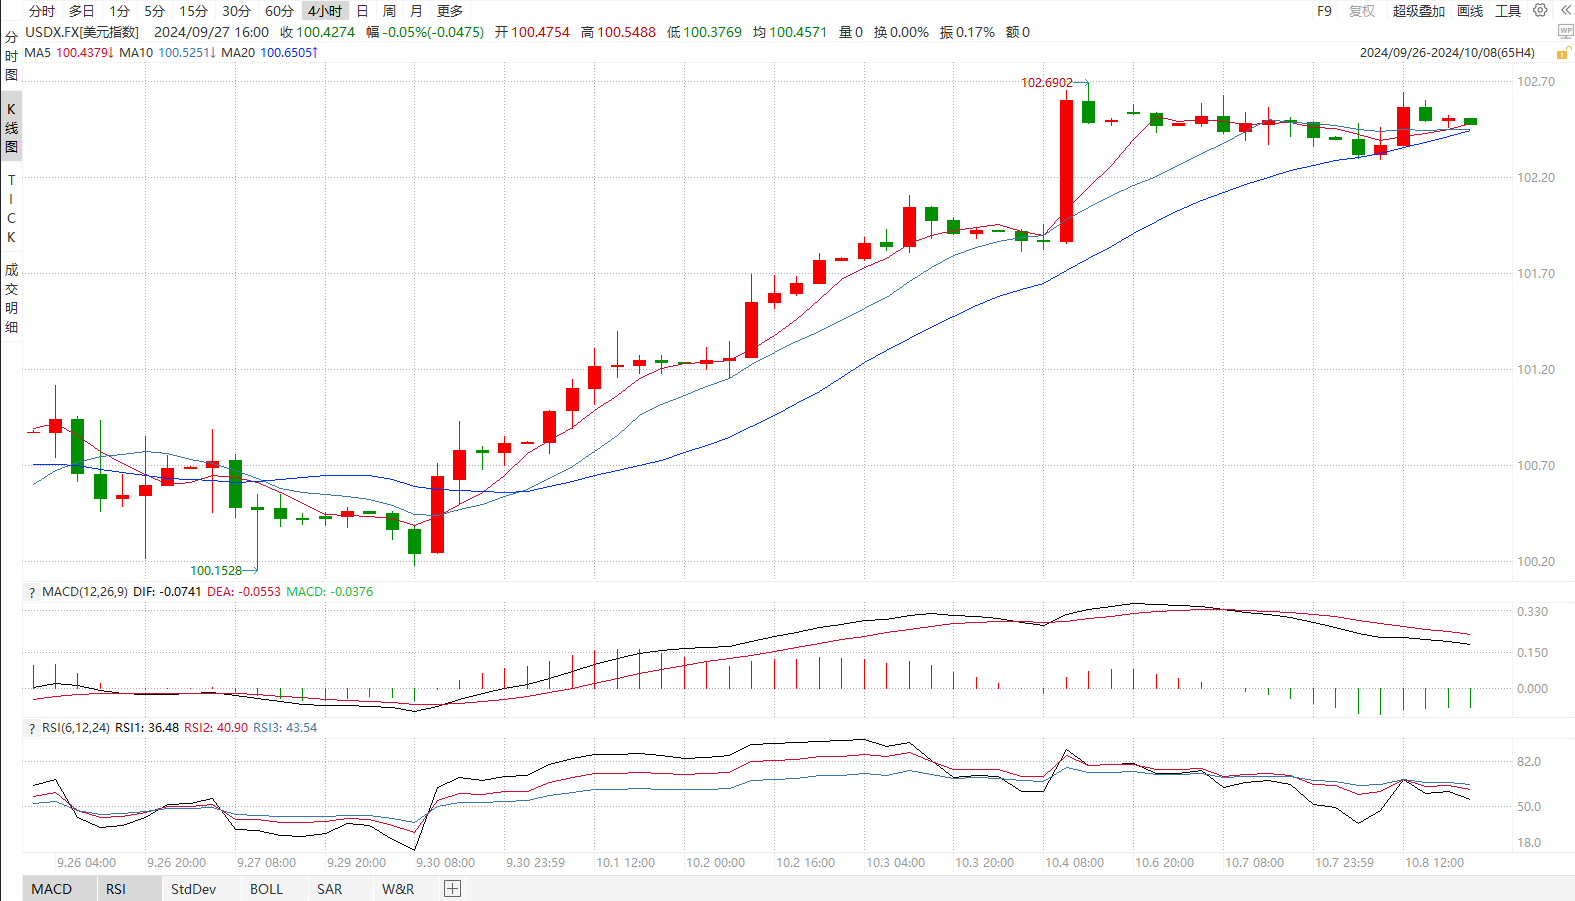 分时 多日 1分 5分 15分 30分 60分 4小时 日 周 月 更多 F9 复权 超级叠加 画线 工具
USDX.FX[美元指数] 2024/09/27 16:00 收 100.4274 幅 -0.05%(-0.0475) 开 100.4754 高 100.5488 低 100.3769 均 100.4571 量 0 换 0.00% 振 0.17% 额 0
MA5 100.4379↓ MA10 100.5251↓ MA20 100.6505↑ 2024/09/26-2024/10/08(65H4)
分时图
K线图
TICK
成交明细
WP
102.6902
100.1528
102.70
102.20
101.70
101.20
100.70
100.20
? MACD(12,26,9) DIF: -0.0741 DEA: -0.0553 MACD: -0.0376
0.330
0.150
0.000
? RSI(6,12,24) RSI1: 36.48 RSI2: 40.90 RSI3: 43.54
82.0
50.0
18.0
9.26 04:00 9.26 20:00 9.27 08:00 9.29 20:00 9.30 08:00 9.30 23:59 10.1 12:00 10.2 00:00 10.2 16:00 10.3 04:00 10.3 20:00 10.4 08:00 10.6 20:00 10.7 08:00 10.7 23:59 10.8 12:00
MACD RSI StdDev BOLL SAR W&R